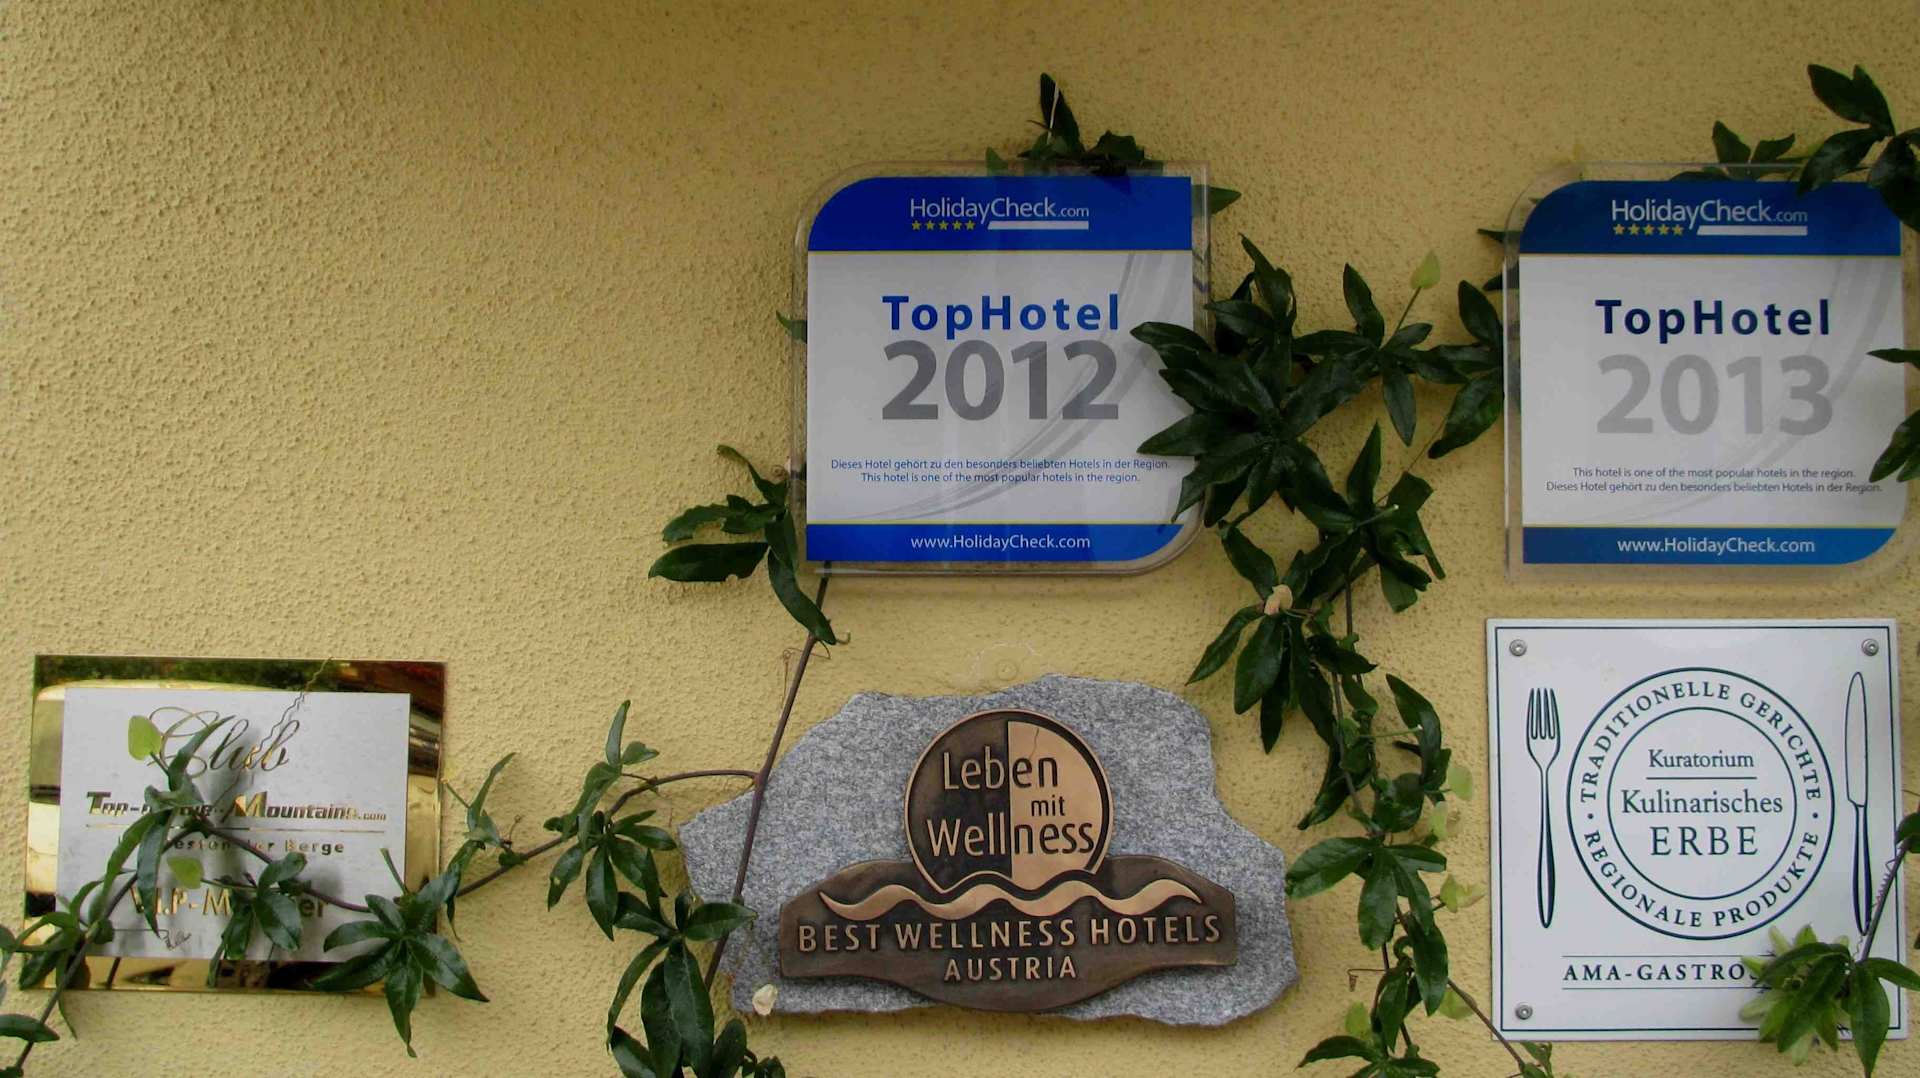 HolidayCheck.com
TopHotel
2012
Dieses Hotel gehört zu den besonders beliebten Hotels in der Region.
This hotel is one of the most popular hotels in the region.
www.HolidayCheck.com
HolidayCheck.com
TopHotel
2013
This hotel is one of the most popular hotels in the region.
Dieses Hotel gehört zu den besonders beliebten Hotels in der Region.
www.HolidayCheck.com
Club
Mountains.com
Berge
Leben
mit
Wellness
BEST WELLNESS HOTELS
AUSTRIA
TRADITIONELLE GERICHTE
Kuratorium
Kulinarisches
ERBE
REGIONALE PRODUKTE